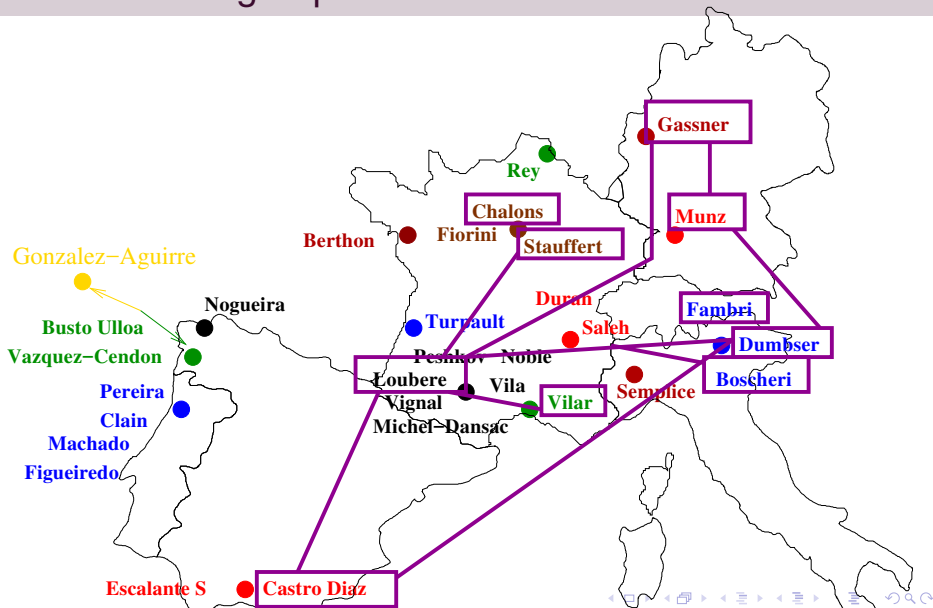 Gassner
Rey
Chalons
Munz
Berthon
Fiorini
Stauffert
Gonzalez−Aguirre
Duran
Nogueira
Fambri
Busto Ulloa
Turpault
Saleh
Dumbser
Vazquez−Cendon
Peshkov Noble
Loubere Vila
Boscheri
Pereira
Semplice
Vignal
Vilar
Clain
Michel−Dansac
Machado
Figueiredo
Escalante S
Castro Diaz